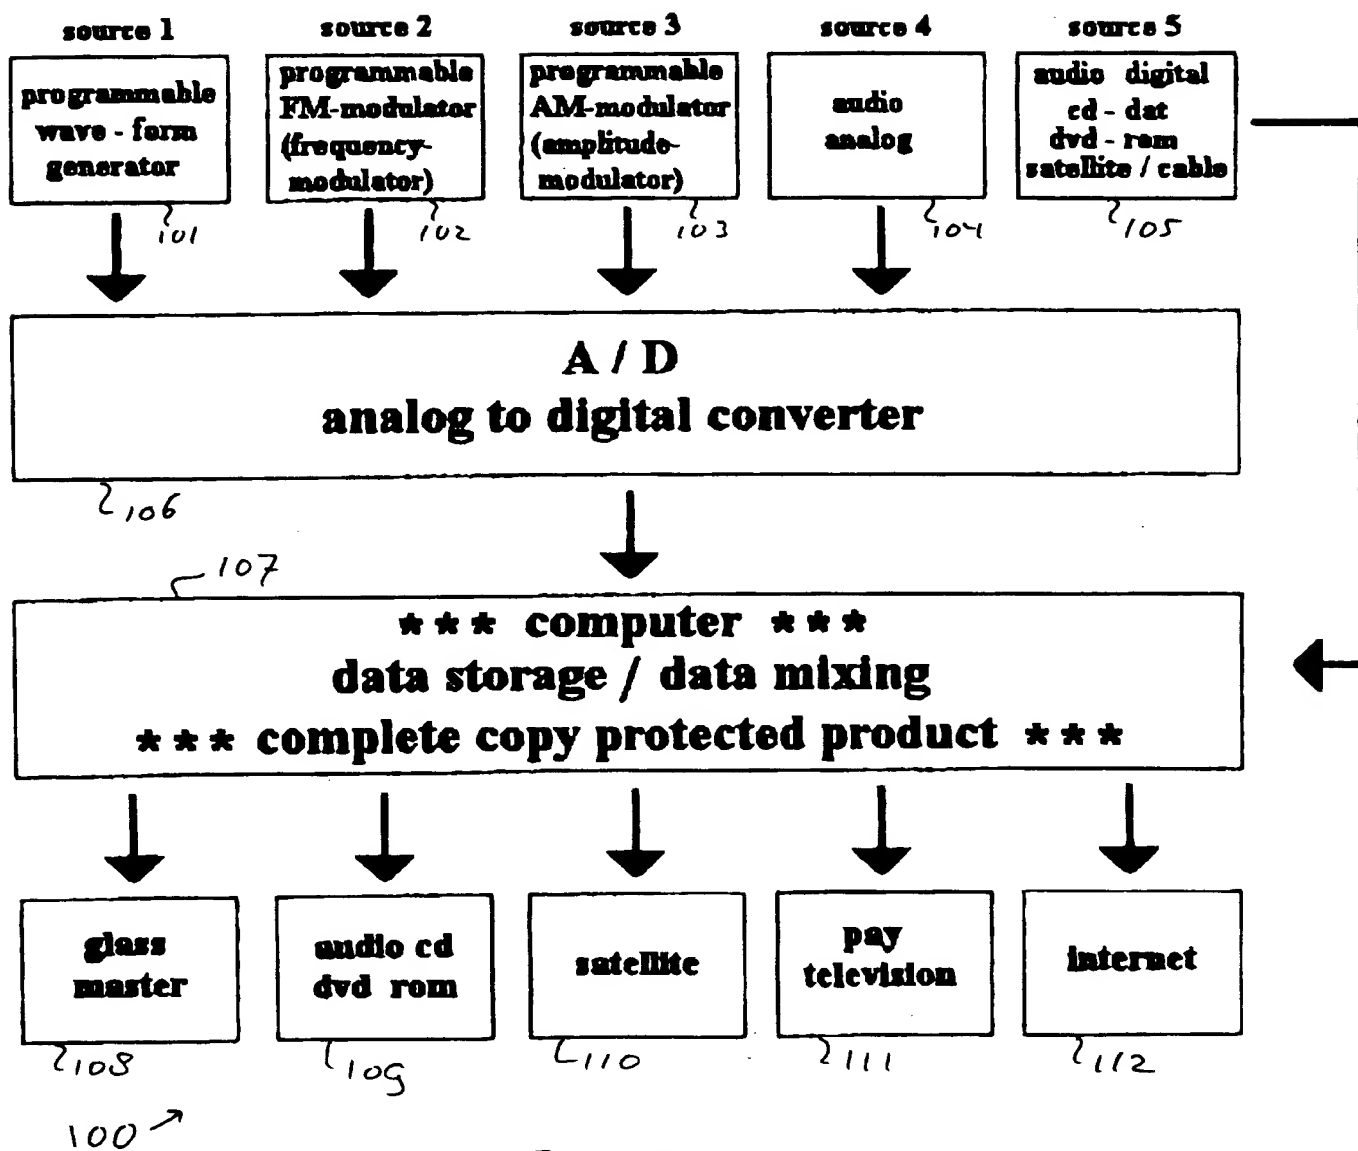 source 1
source 2
source 3
source 4
source 5
programmable
wave - form
generator
programmable
FM-modulator
(frequency-
modulator)
programmable
AM-modulator
(amplitude-
modulator)
audio
analog
audio digital
cd - dat
dvd - rom
satellite / cable
101
102
103
104
105
A / D
analog to digital converter
106
107
*** computer ***
data storage / data mixing
*** complete copy protected product ***
glass
master
audio cd
dvd rom
satellite
pay
television
internet
108
109
110
111
112
100